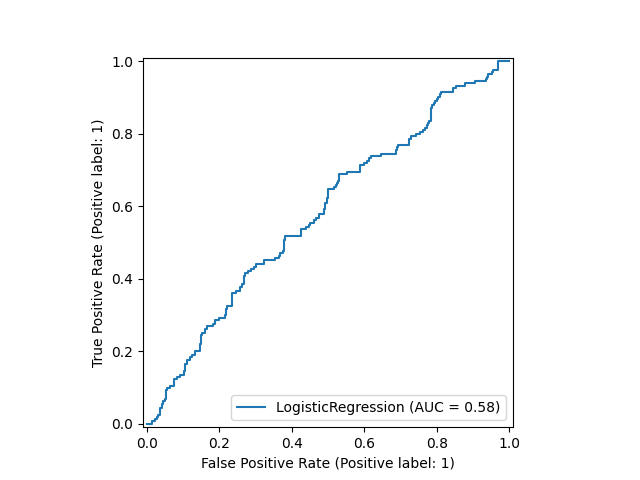 1.0
0.8
0.6
0.4
0.2
0.0
True Positive Rate (Positive label: 1)
LogisticRegression (AUC = 0.58)
0.0 0.2 0.4 0.6 0.8 1.0
False Positive Rate (Positive label: 1)